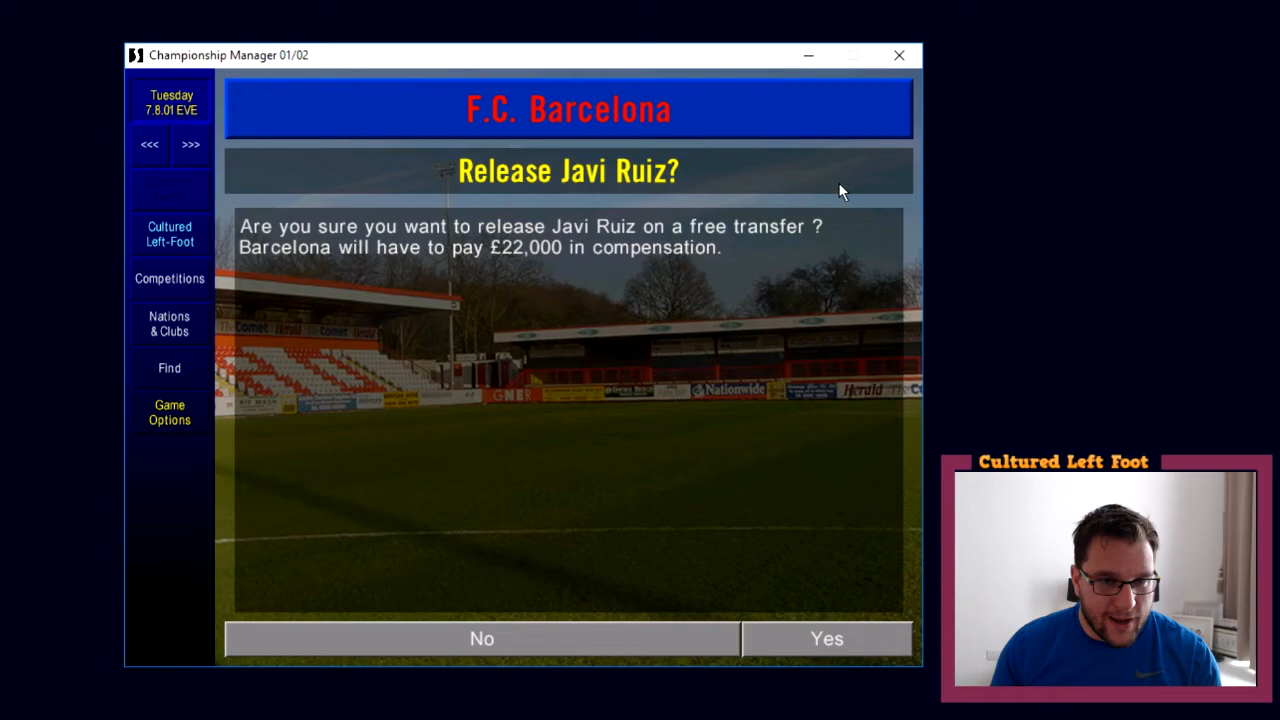 Championship Manager 01/02
Tuesday
7.8.01 EVE
<<< >>>
Cultured
Left-Foot
Competitions
Nations
& Clubs
Find
Game
Options
F.C. Barcelona
Release Javi Ruiz?
Are you sure you want to release Javi Ruiz on a free transfer ?
Barcelona will have to pay £22,000 in compensation.
GNER
Nationwide
Herald
No
Yes
Cultured Left Foot